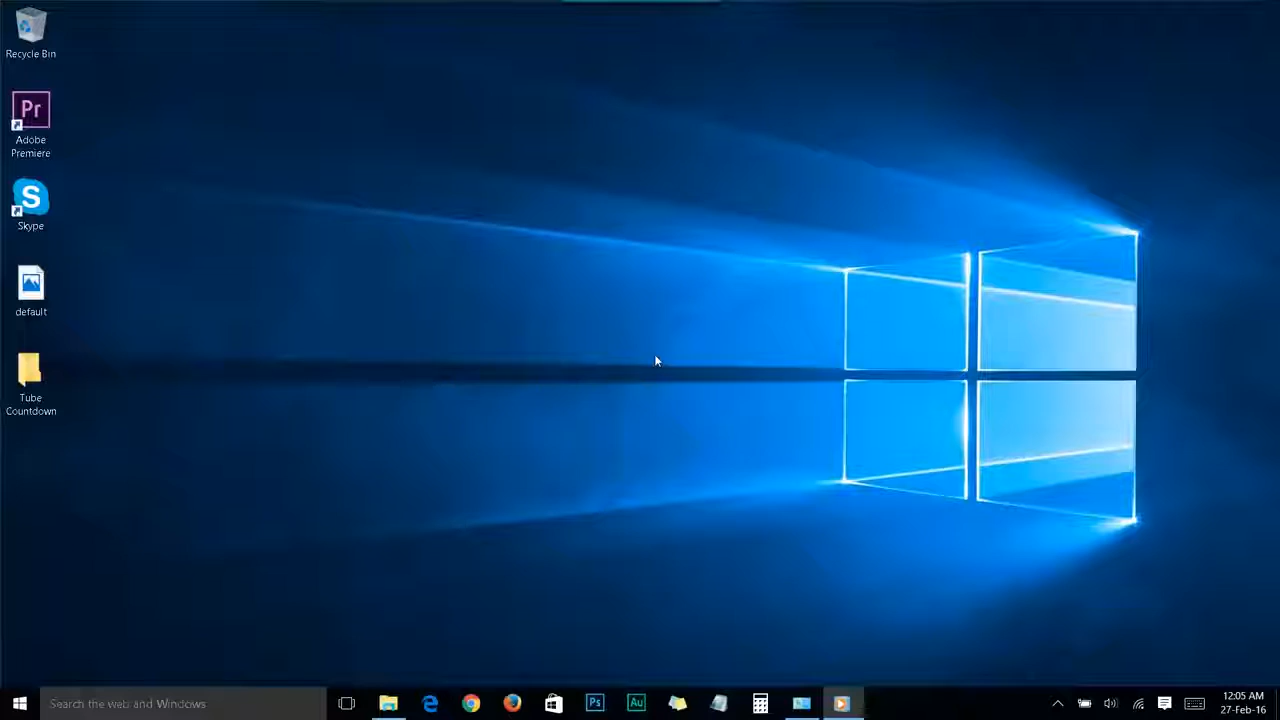 Recycle Bin
Pr
Adobe
Premiere
S
Skype
default
Tube
Countdown
Search the web and Windows
Ps
Au
12:05 AM
27-Feb-16